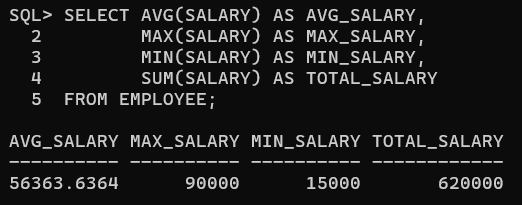 SQL> SELECT AVG(SALARY) AS AVG_SALARY,
  2         MAX(SALARY) AS MAX_SALARY,
  3         MIN(SALARY) AS MIN_SALARY,
  4         SUM(SALARY) AS TOTAL_SALARY
  5  FROM EMPLOYEE;

AVG_SALARY MAX_SALARY MIN_SALARY TOTAL_SALARY
---------- ---------- ---------- ------------
56363.6364      90000      15000       620000